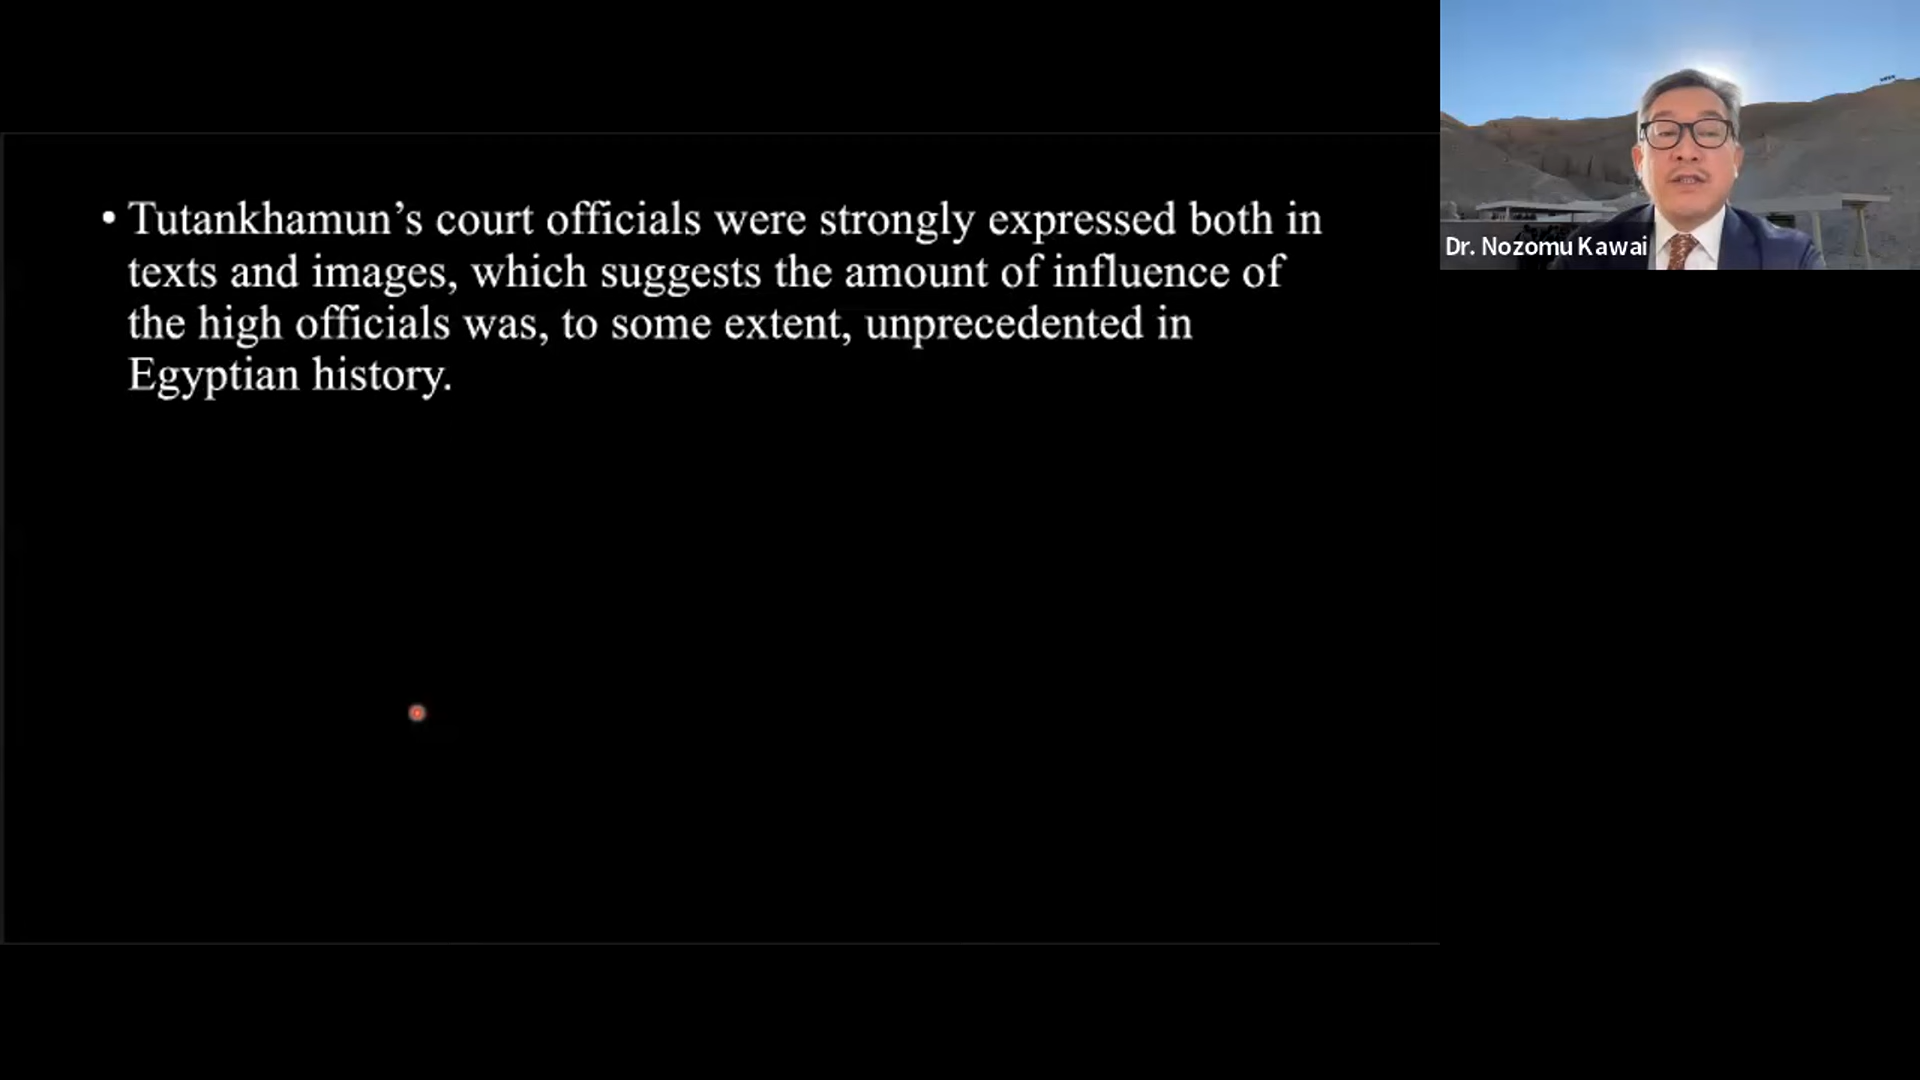 • Tutankhamun’s court officials were strongly expressed both in
texts and images, which suggests the amount of influence of
the high officials was, to some extent, unprecedented in
Egyptian history.
Dr. Nozomu Kawai